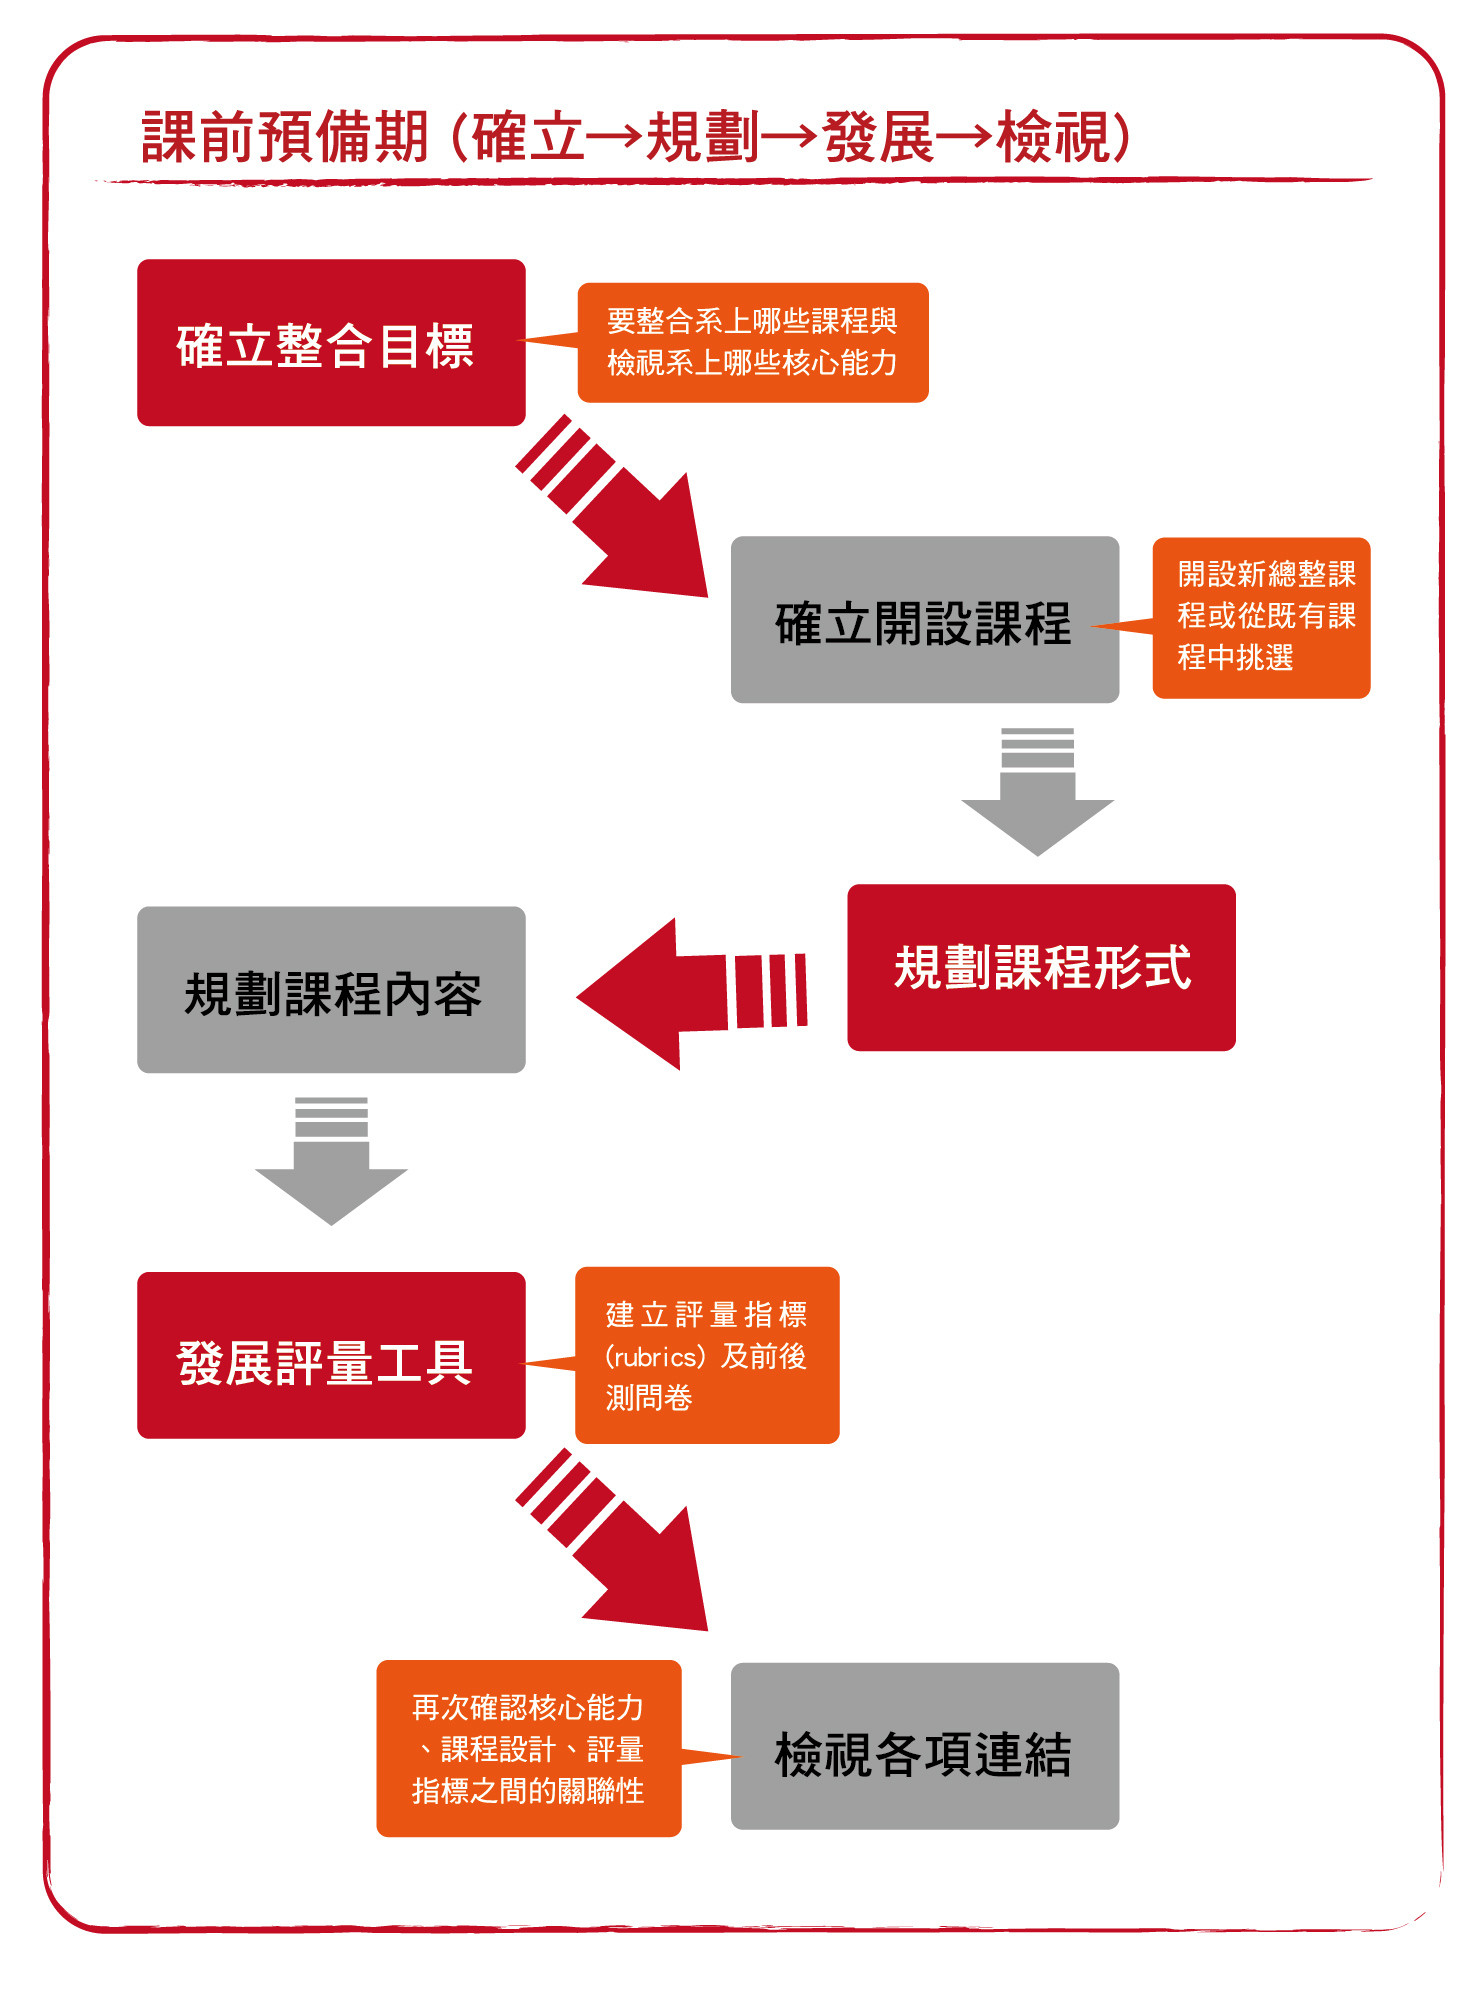 課前預備期（確立→規劃→發展→檢視）
確立整合目標
要整合系上哪些課程與
檢視系上哪些核心能力
確立開設課程
開設新總整課
程或從既有課
程中挑選
規劃課程形式
規劃課程內容
發展評量工具
建立評量指標
（rubrics）及前後
測問卷
再次確認核心能力
、課程設計、評量
指標之間的關聯性
檢視各項連結